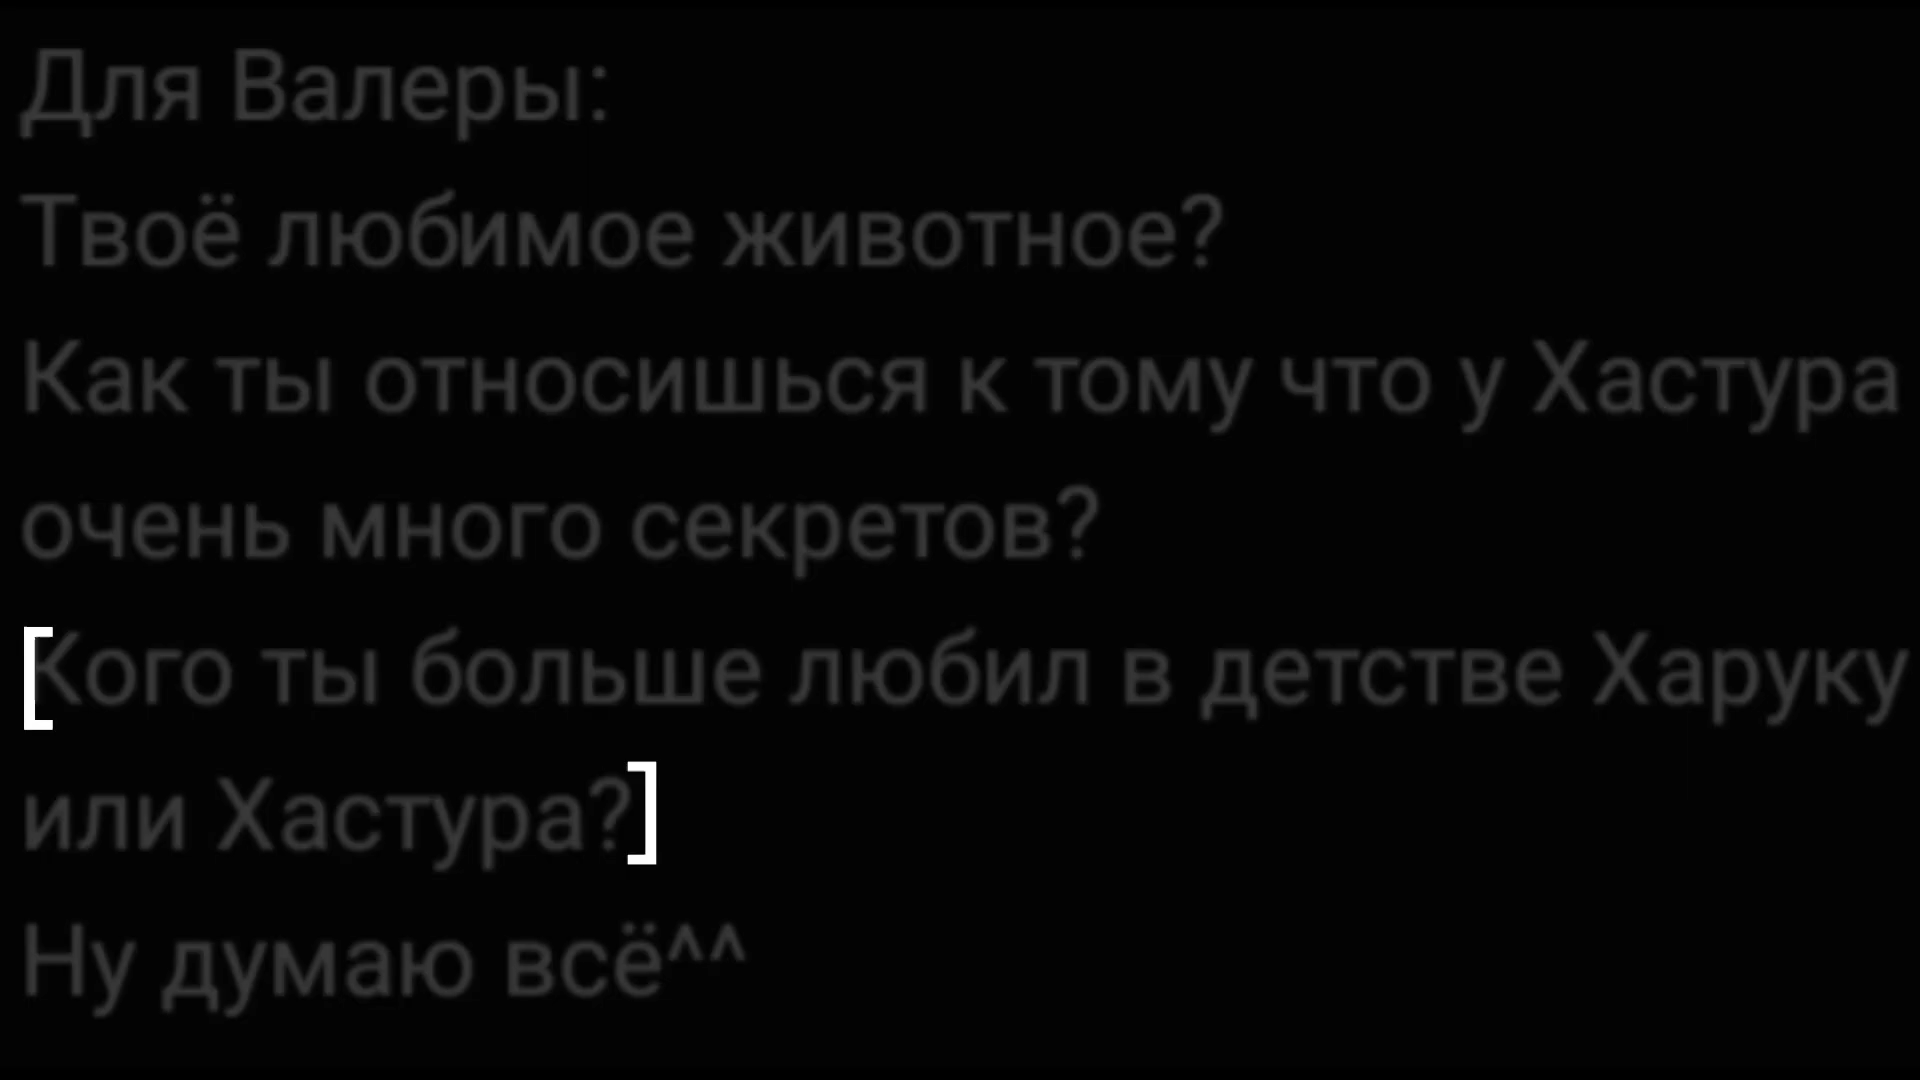 Для Валеры:
Твоё любимое животное?
Как ты относишься к тому что у Хастура
очень много секретов?
[Кого ты больше любил в детстве Харуку
или Хастура?]
Ну думаю всё^^